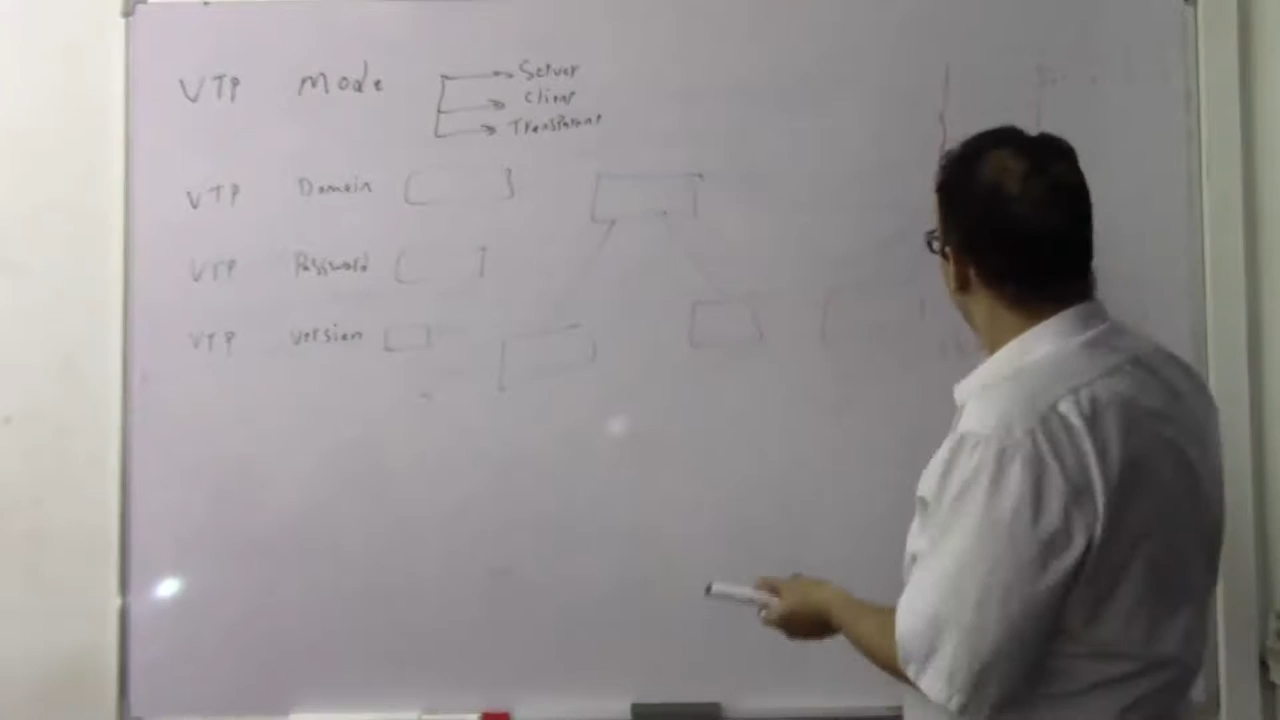 VTP Mode
Server
Client
Transparent
VTP Domain
VTP Password
VTP Version